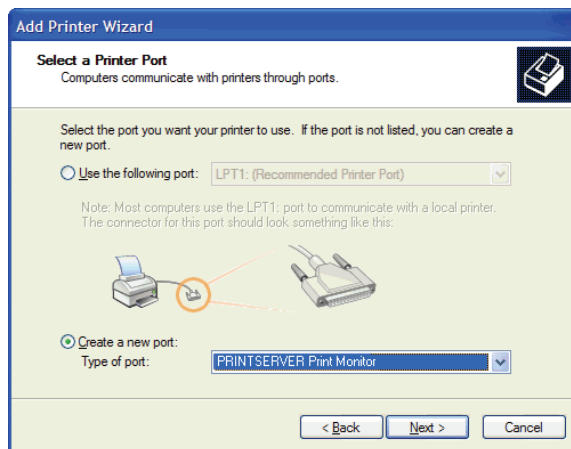 Add Printer Wizard
Select a Printer Port
Computers communicate with printers through ports.
Select the port you want your printer to use. If the port is not listed, you can create a
new port.
Use the following port: LPT1: (Recommended Printer Port)
Note: Most computers use the LPT1: port to communicate with a local printer.
The connector for this port should look something like this:
Create a new port:
Type of port: PRINTSERVER Print Monitor
< Back Next > Cancel